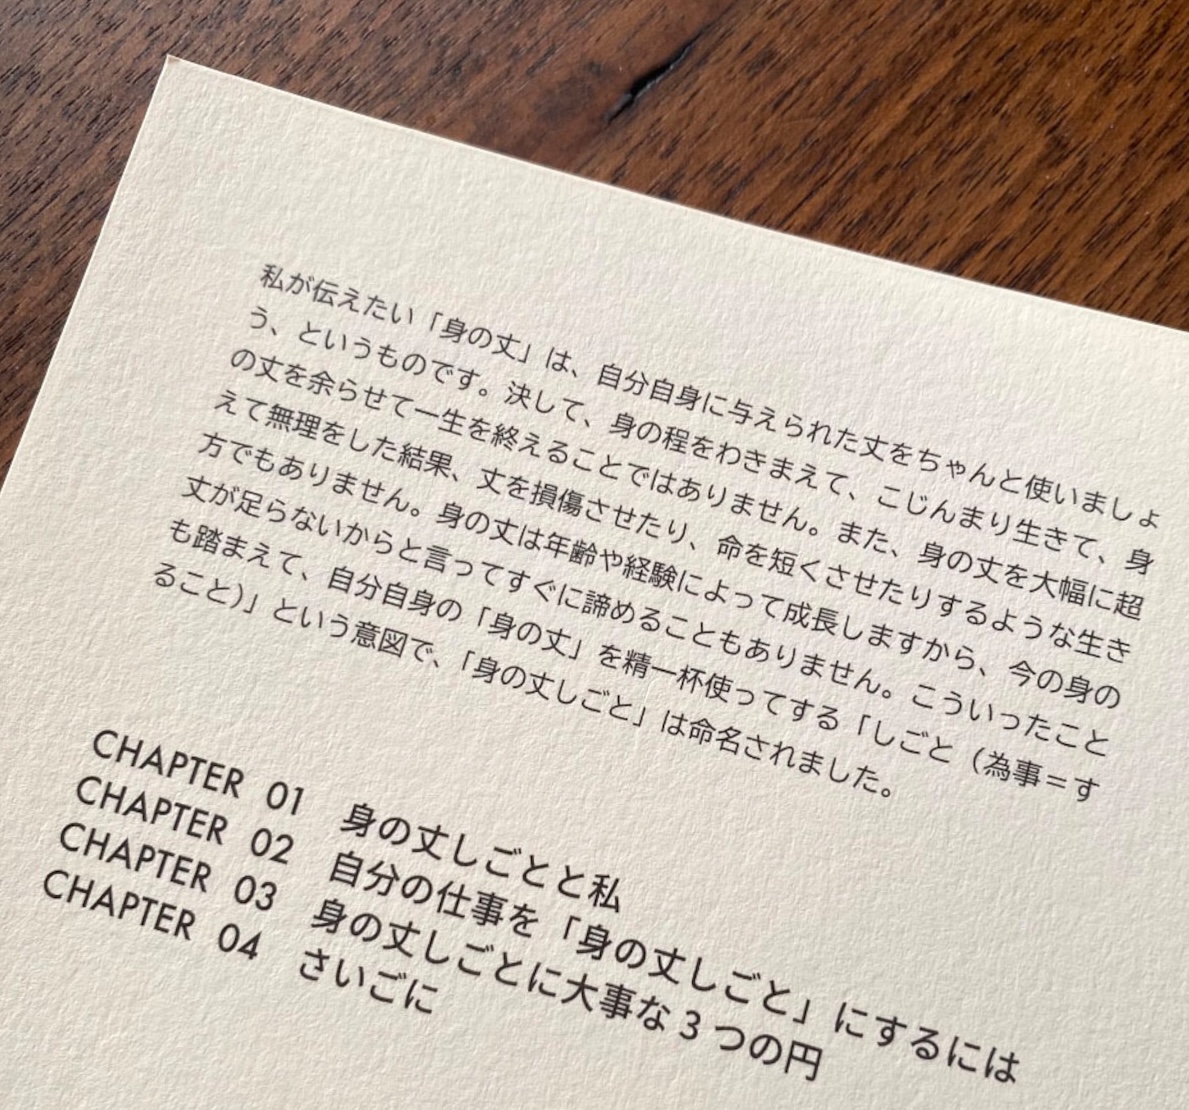 私が伝えたい「身の丈」は、自分自身に与えられた丈をちゃんと使いましょ
う、というものです。決して、身の程をわきまえて、こじんまり生きて、身
の丈を余らせて一生を終えることではありません。また、身の丈を大幅に超
えて無理をした結果、丈を損傷させたり、命を短くさせたりするような生き
方でもありません。身の丈は年齢や経験によって成長しますから、今の身の
丈が足らないからと言ってすぐに諦めることもありません。こういったこと
も踏まえて、自分自身の「身の丈」を精一杯使ってする「しごと（為事＝す
ること）」という意図で、「身の丈しごと」は命名されました。
CHAPTER 01 身の丈しごとと私
CHAPTER 02 自分の仕事を「身の丈しごと」にするには
CHAPTER 03 身の丈しごとに大事な3つの円
CHAPTER 04 さいごに